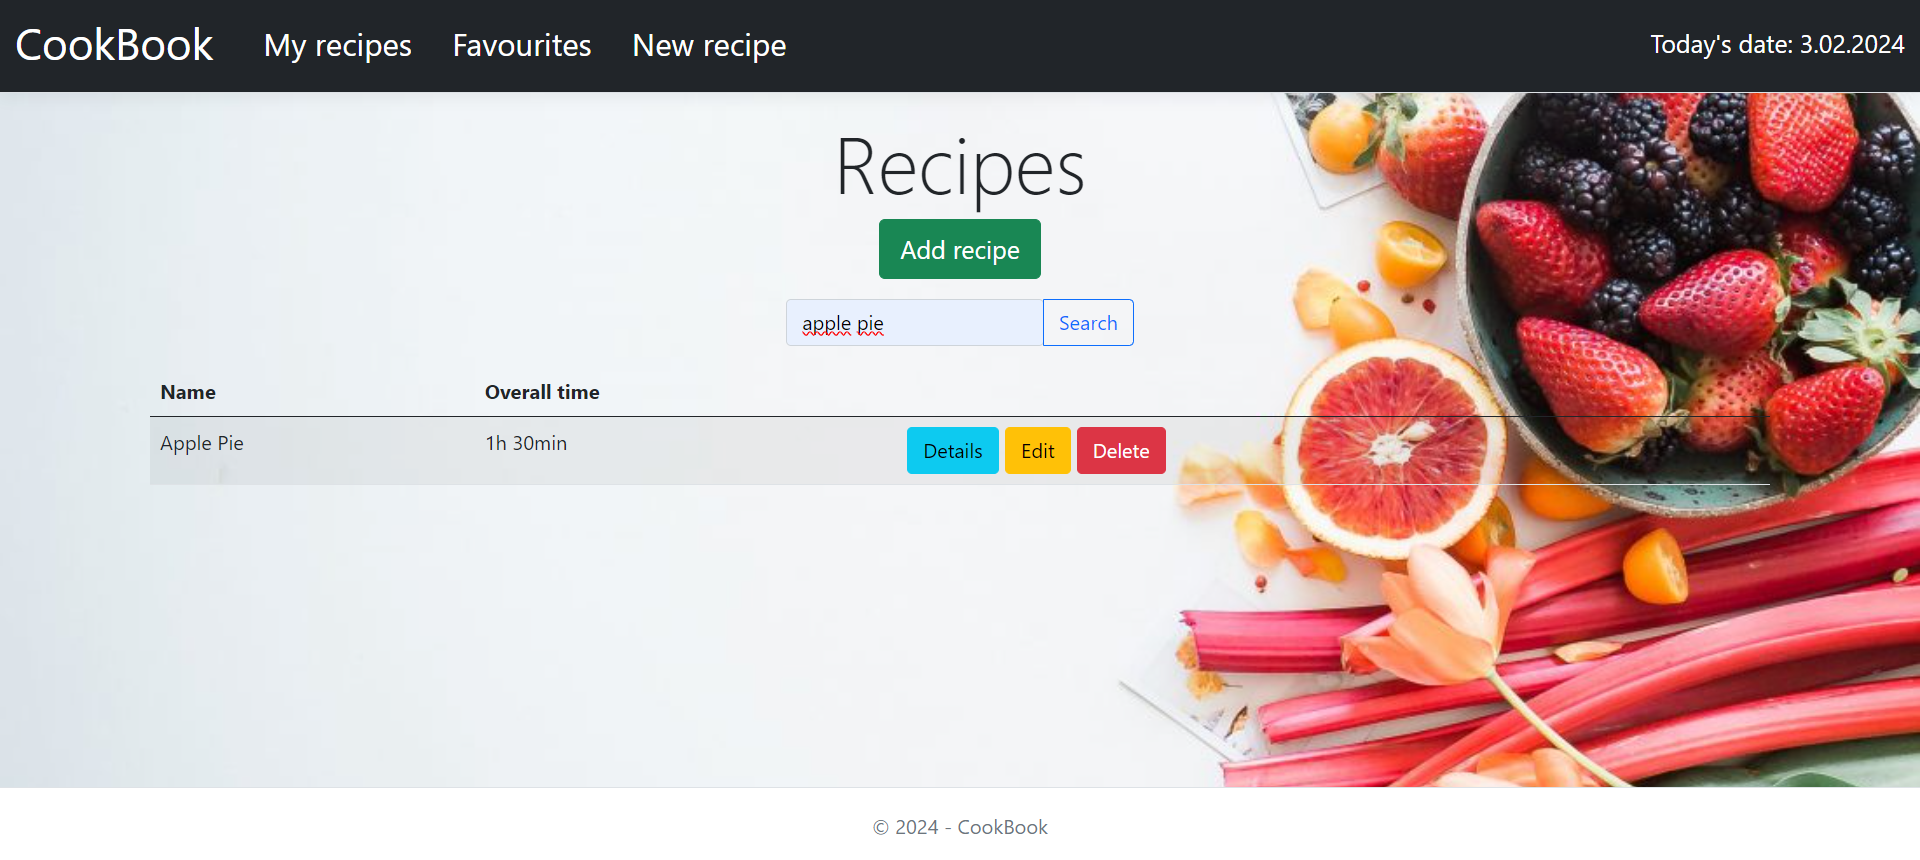 CookBook My recipes Favourites New recipe Today's date: 3.02.2024
Recipes
Add recipe
apple pie Search
Name Overall time
Apple Pie 1h 30min Details Edit Delete
© 2024 - CookBook